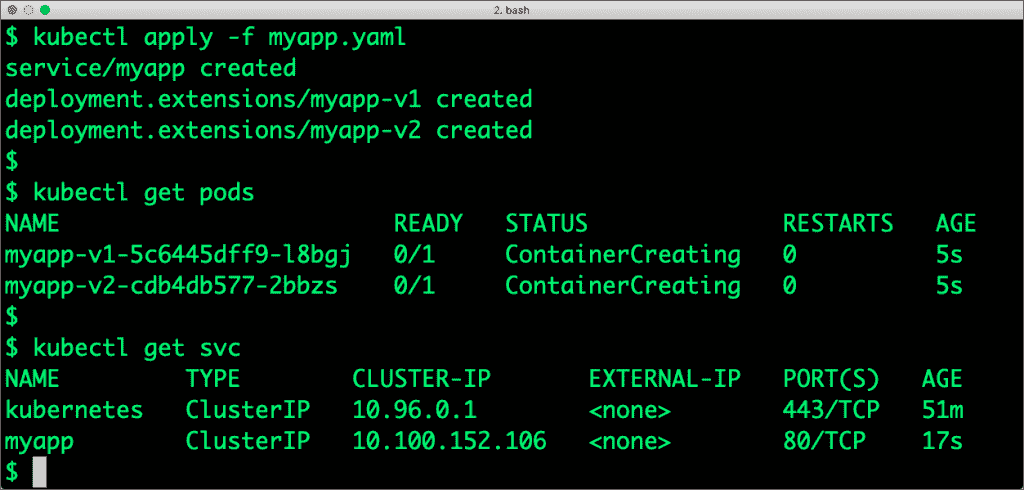 2. bash
$ kubectl apply -f myapp.yaml
service/myapp created
deployment.extensions/myapp-v1 created
deployment.extensions/myapp-v2 created
$
$ kubectl get pods
NAME READY STATUS RESTARTS AGE
myapp-v1-5c6445dff9-l8bgj 0/1 ContainerCreating 0 5s
myapp-v2-cdb4db577-2bbzs 0/1 ContainerCreating 0 5s
$
$ kubectl get svc
NAME TYPE CLUSTER-IP EXTERNAL-IP PORT(S) AGE
kubernetes ClusterIP 10.96.0.1 <none> 443/TCP 51m
myapp ClusterIP 10.100.152.106 <none> 80/TCP 17s
$